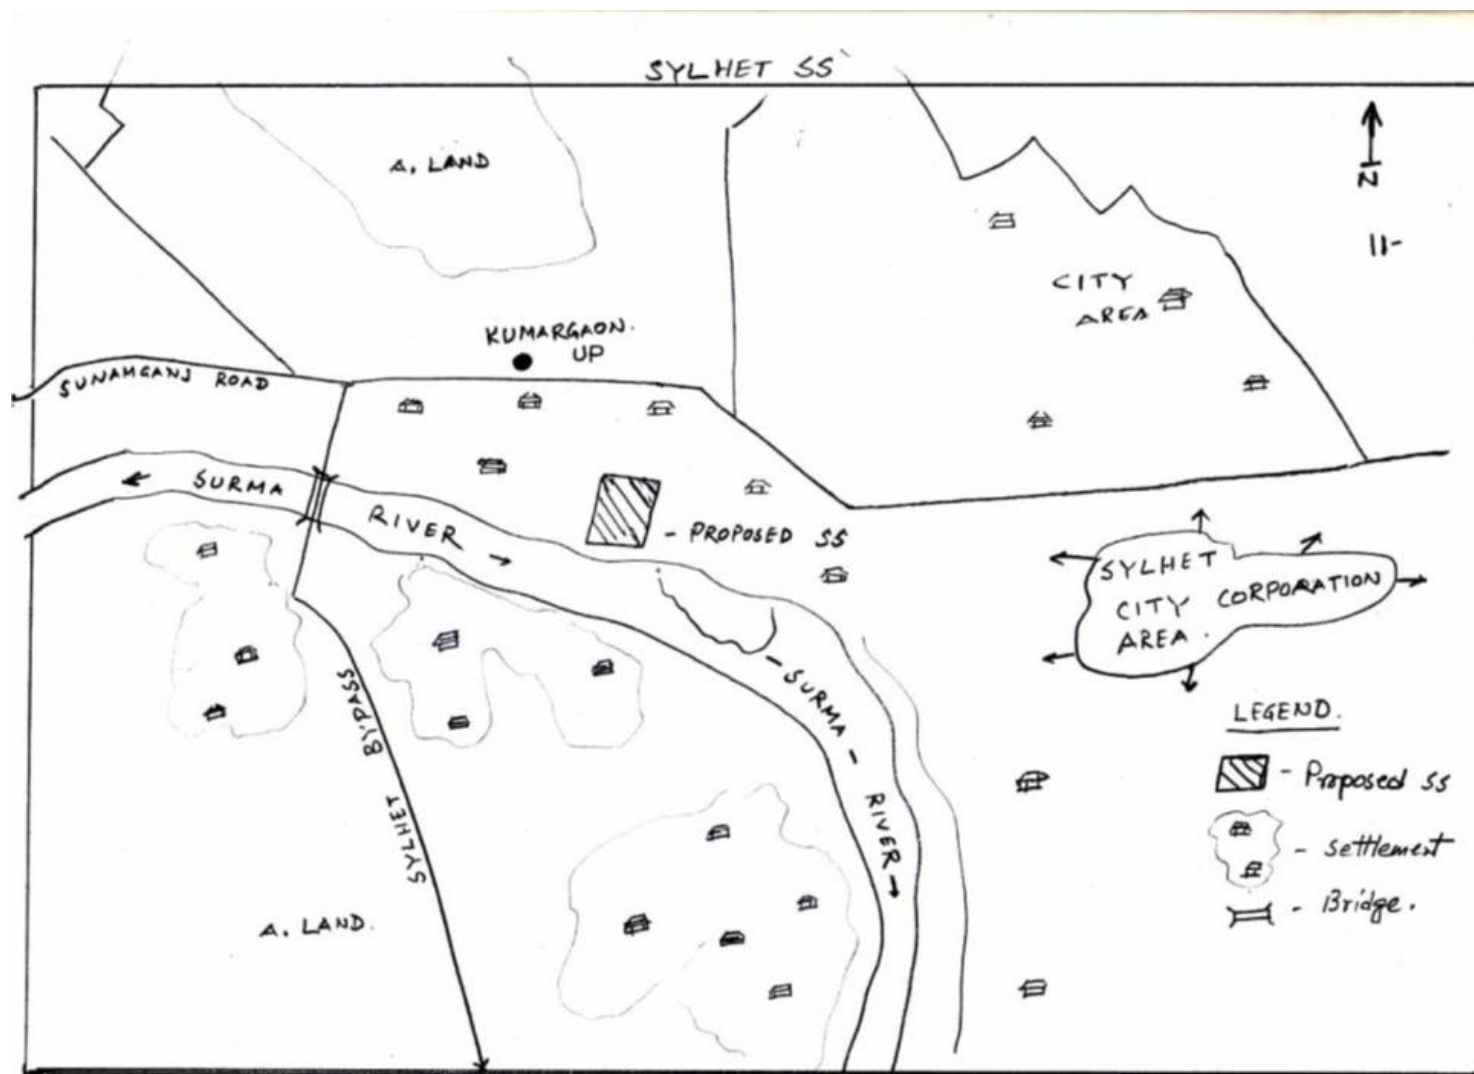 SYLHET SS
A. LAND
N
CITY
AREA
KUMARGAON.
UP
SUNAMGANJ ROAD
SURMA
RIVER
- PROPOSED SS
SYLHET
CITY CORPORATION
AREA.
- SURMA - RIVER
SYLHET BYPASS
A. LAND.
LEGEND.
- Proposed SS
- settlement
- Bridge.